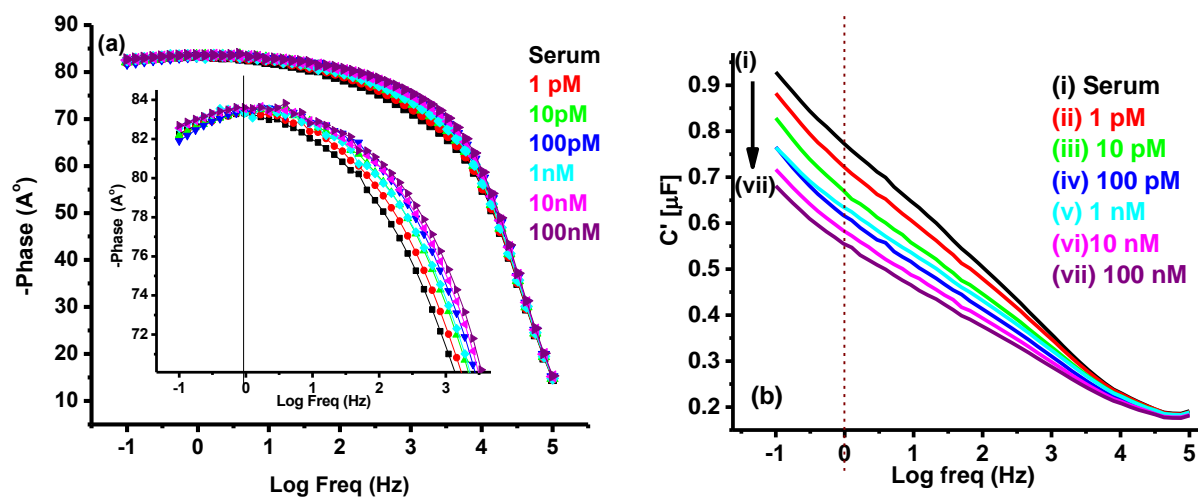 (a)
90
80
70
60
50
40
30
20
10
-Phase (A°)
-1 0 1 2 3 4 5
Log Freq (Hz)
Serum
1 pM
10pM
100pM
1nM
10nM
100nM
84
82
80
78
76
74
72
-Phase (A°)
-1 0 1 2 3
Log Freq (Hz)
0.9
0.8
0.7
0.6
0.5
0.4
0.3
0.2
C' [µF]
(i)
(vii)
(i) Serum
(ii) 1 pM
(iii) 10 pM
(iv) 100 pM
(v) 1 nM
(vi)10 nM
(vii) 100 nM
(b)
-1 0 1 2 3 4 5
Log freq (Hz)